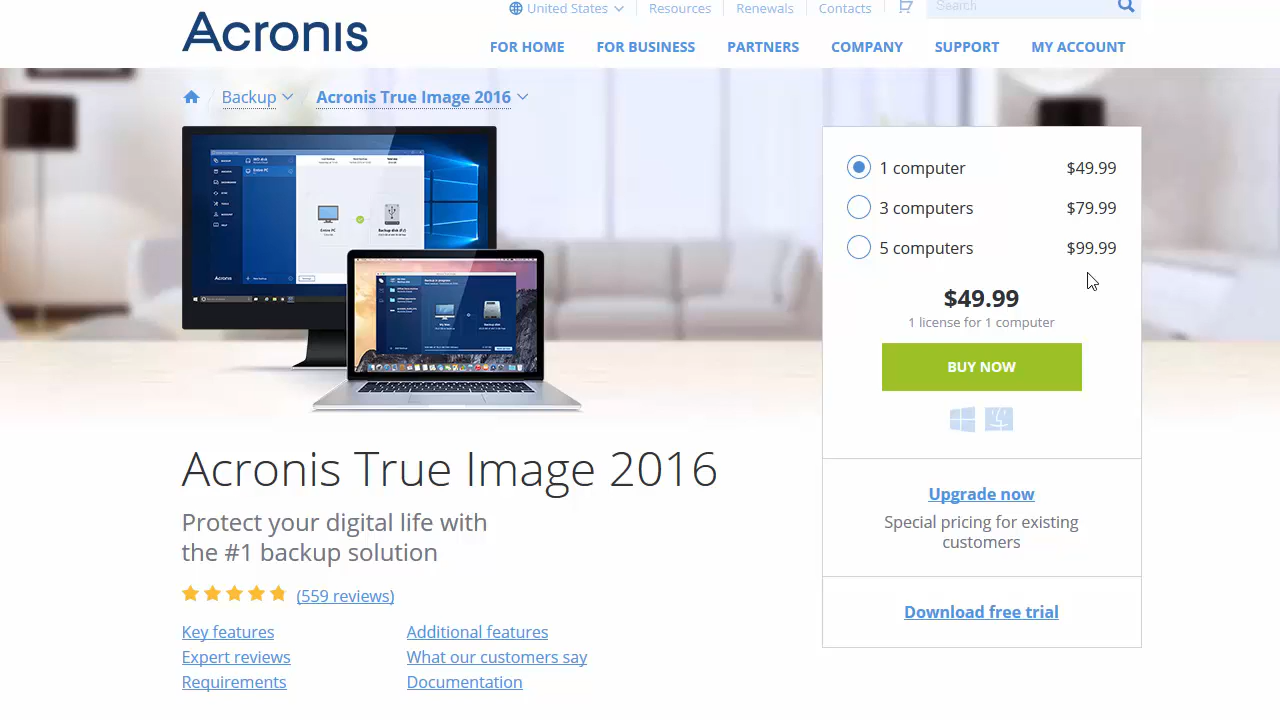 United States
Resources
Renewals
Contacts
Search
Acronis
FOR HOME
FOR BUSINESS
PARTNERS
COMPANY
SUPPORT
MY ACCOUNT
Backup
Acronis True Image 2016
1 computer $49.99
3 computers $79.99
5 computers $99.99
$49.99
1 license for 1 computer
BUY NOW
Upgrade now
Special pricing for existing
customers
Download free trial
Acronis True Image 2016
Protect your digital life with
the #1 backup solution
(559 reviews)
Key features
Additional features
Expert reviews
What our customers say
Requirements
Documentation